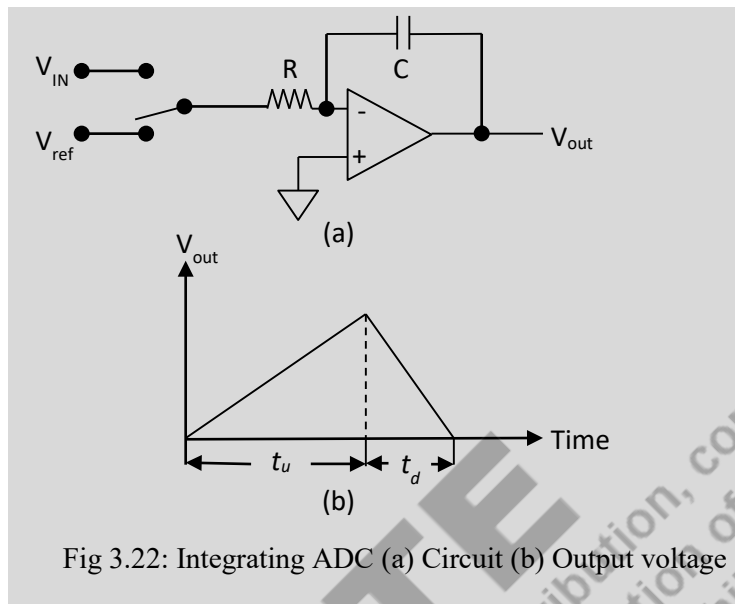 V_IN
R
C
V_ref
-
+
V_out
(a)
V_out
Time
t_u
t_d
(b)
Fig 3.22: Integrating ADC (a) Circuit (b) Output voltage